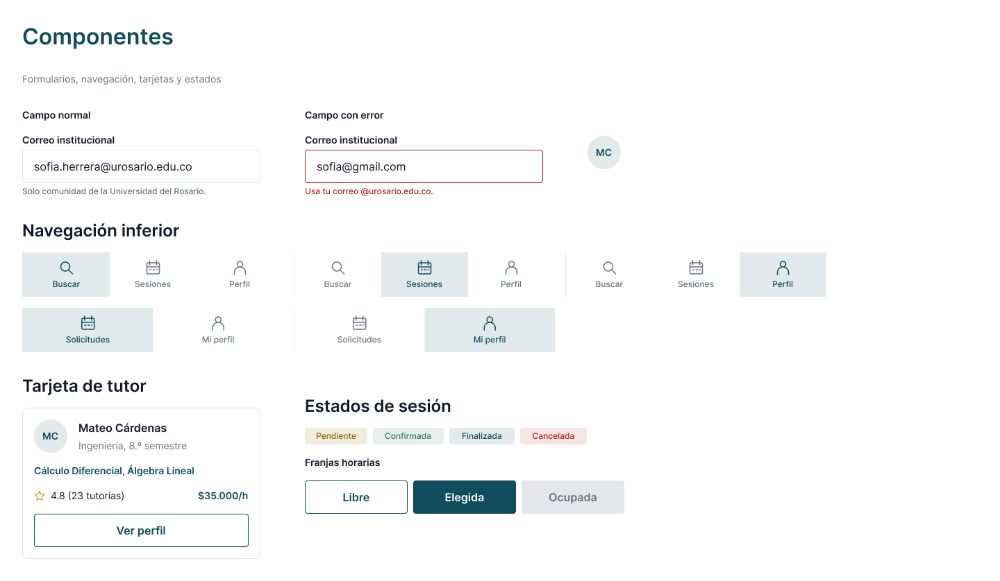 Componentes
Formularios, navegación, tarjetas y estados
Campo normal
Correo institucional
sofia.herrera@urosario.edu.co
Solo comunidad de la Universidad del Rosario.
Campo con error
Correo institucional
sofia@gmail.com
Usa tu correo @urosario.edu.co.
MC
Navegación inferior
Buscar Sesiones Perfil Buscar Sesiones Perfil Buscar Sesiones Perfil
Solicitudes Mi perfil Solicitudes Mi perfil
Tarjeta de tutor
MC
Mateo Cárdenas
Ingeniería, 8.º semestre
Cálculo Diferencial, Álgebra Lineal
4.8 (23 tutorías) $35.000/h
Ver perfil
Estados de sesión
Pendiente Confirmada Finalizada Cancelada
Franjas horarias
Libre Elegida Ocupada